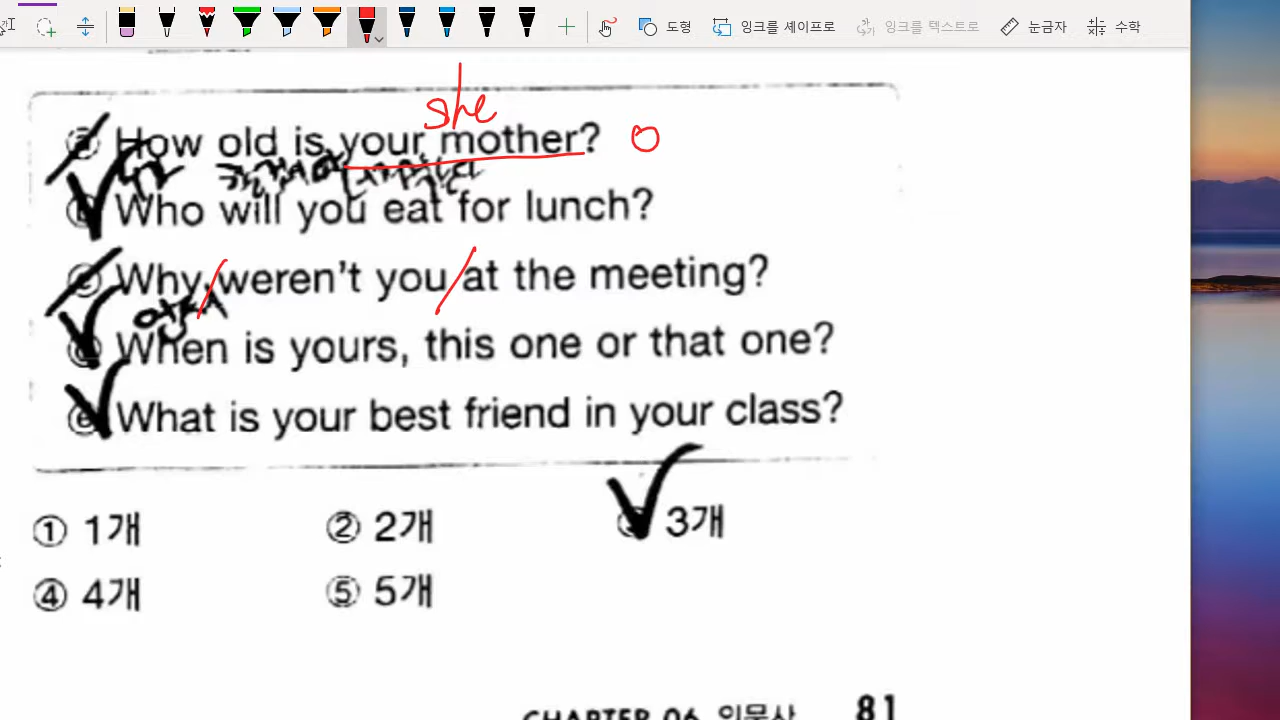 도형 잉크를 셰이프로 잉크를 텍스트로 눈금자 수학
she
ⓐ How old is your mother? O
Who will you eat for lunch?
ⓒ Why weren't you at the meeting?
When is yours, this one or that one?
ⓔ What is your best friend in your class?
① 1개 ② 2개 3개
④ 4개 ⑤ 5개
CHAPTER 06 의문사 81